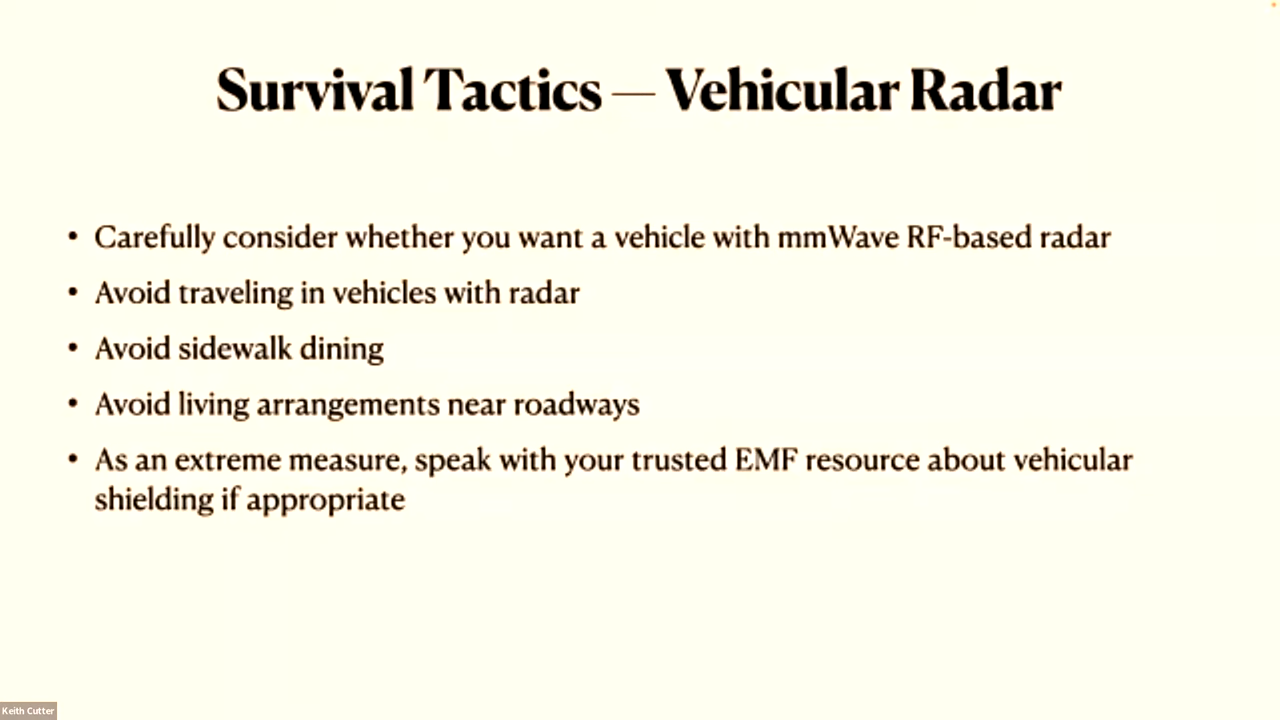 Survival Tactics — Vehicular Radar
• Carefully consider whether you want a vehicle with mmWave RF-based radar
• Avoid traveling in vehicles with radar
• Avoid sidewalk dining
• Avoid living arrangements near roadways
• As an extreme measure, speak with your trusted EMF resource about vehicular
shielding if appropriate
Keith Cutter